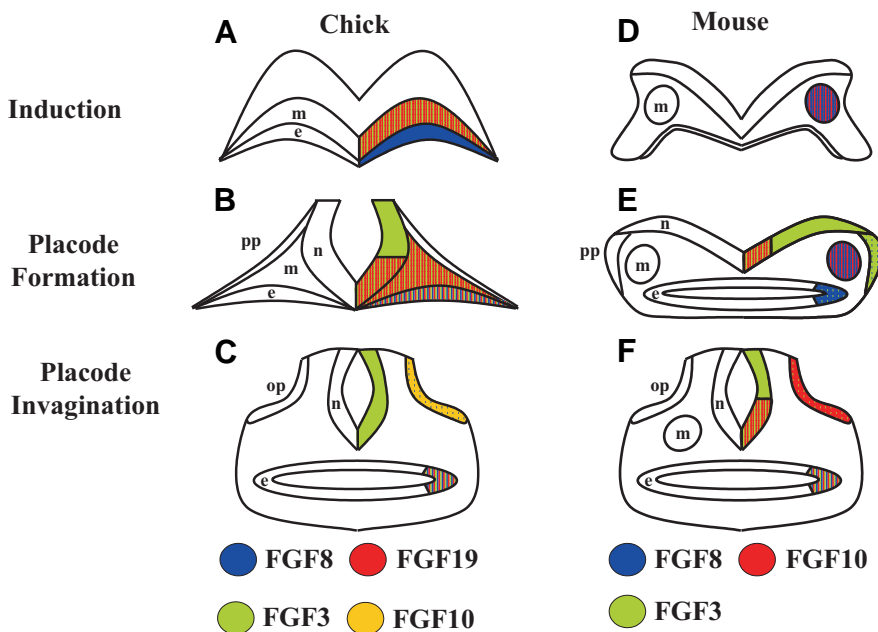 Chick
Mouse
A
D
Induction
m
e
m
B
E
Placode
Formation
pp
n
m
e
n
pp
m
e
C
F
Placode
Invagination
op
n
e
op
n
m
e
FGF8
FGF19
FGF3
FGF10
FGF8
FGF10
FGF3